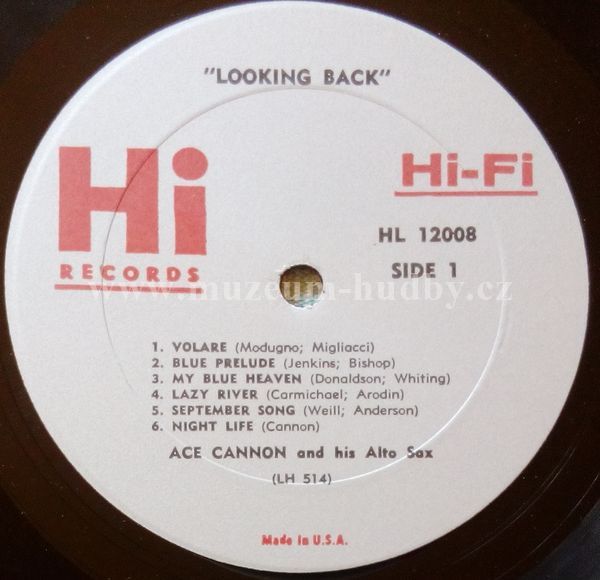 "LOOKING BACK"
Hi
RECORDS
Hi-Fi
HL 12008
SIDE 1
www.muzeum-hudby.cz
1. VOLARE (Modugno; Migliacci)
2. BLUE PRELUDE (Jenkins; Bishop)
3. MY BLUE HEAVEN (Donaldson; Whiting)
4. LAZY RIVER (Carmichael; Arodin)
5. SEPTEMBER SONG (Weill; Anderson)
6. NIGHT LIFE (Cannon)
ACE CANNON and his Alto Sax
(LH 514)
Made in U.S.A.